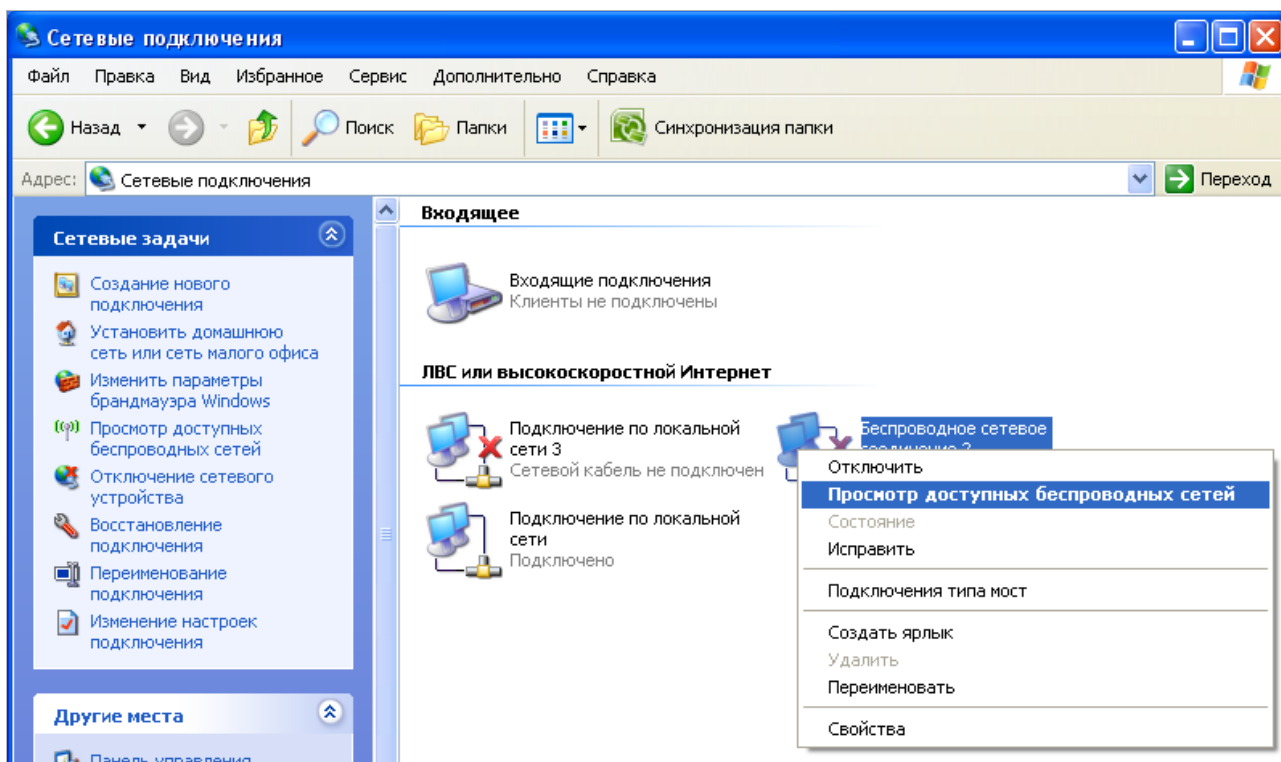 Сетевые подключения
Файл Правка Вид Избранное Сервис Дополнительно Справка
Назад Поиск Папки Синхронизация папки
Адрес: Сетевые подключения Переход
Сетевые задачи
Создание нового
подключения
Установить домашнюю
сеть или сеть малого офиса
Изменить параметры
брандмауэра Windows
Просмотр доступных
беспроводных сетей
Отключение сетевого
устройства
Восстановление
подключения
Переименование
подключения
Изменение настроек
подключения
Другие места
Панель управления
Входящее
Входящие подключения
Клиенты не подключены
ЛВС или высокоскоростной Интернет
Подключение по локальной
сети 3
Сетевой кабель не подключен
Подключение по локальной
сети
Подключено
Беспроводное сетевое
соединение 2
Отключить
Просмотр доступных беспроводных сетей
Состояние
Исправить
Подключения типа мост
Создать ярлык
Удалить
Переименовать
Свойства